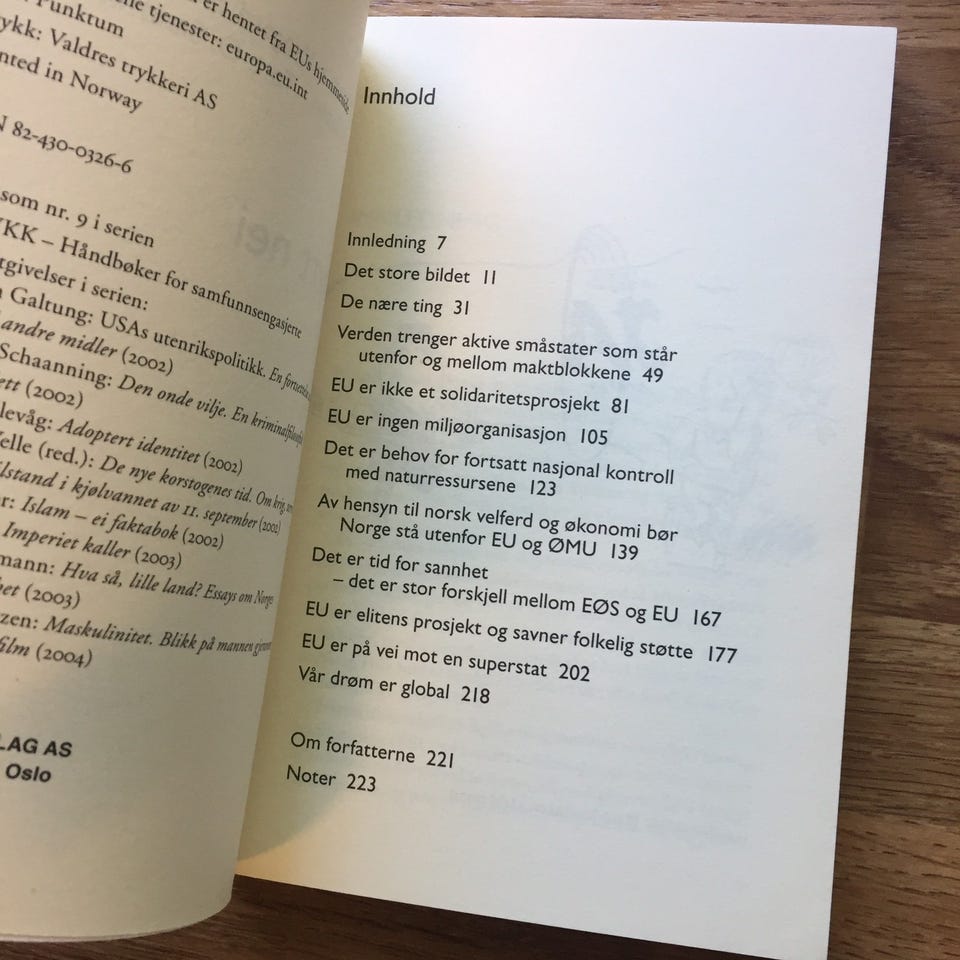 er hentet fra EUs hjemmeside
tjenester: europa.eu.int
Punktum
ykk: Valdres trykkeri AS
nted in Norway
N 82-430-0326-6
som nr. 9 i serien
KK – Håndbøker for samfunnsengasjerte
tgivelser i serien:
Galtung: USAs utenrikspolitikk. En
andre midler (2002)
Schaanning: Den onde vilje. En
ett (2002)
levåg: Adoptert identitet (2002)
elle (red.): De nye korstogenes tid. Om krig,
lstand i kjølvannet av 11. september (2002)
r: Islam – ei faktabok (2002)
Imperiet kaller (2003)
mann: Hva så, lille land? Essays om
het (2003)
zen: Maskulinitet. Blikk på mannen
film (2004)
LAG AS
Oslo
Innhold
Innledning 7
Det store bildet 11
De nære ting 31
Verden trenger aktive småstater som står
utenfor og mellom maktblokkene 49
EU er ikke et solidaritetsprosjekt 81
EU er ingen miljøorganisasjon 105
Det er behov for fortsatt nasjonal kontroll
med naturressursene 123
Av hensyn til norsk velferd og økonomi bør
Norge stå utenfor EU og ØMU 139
Det er tid for sannhet
– det er stor forskjell mellom EØS og EU 167
EU er elitens prosjekt og savner folkelig støtte 177
EU er på vei mot en superstat 202
Vår drøm er global 218
Om forfatterne 221
Noter 223